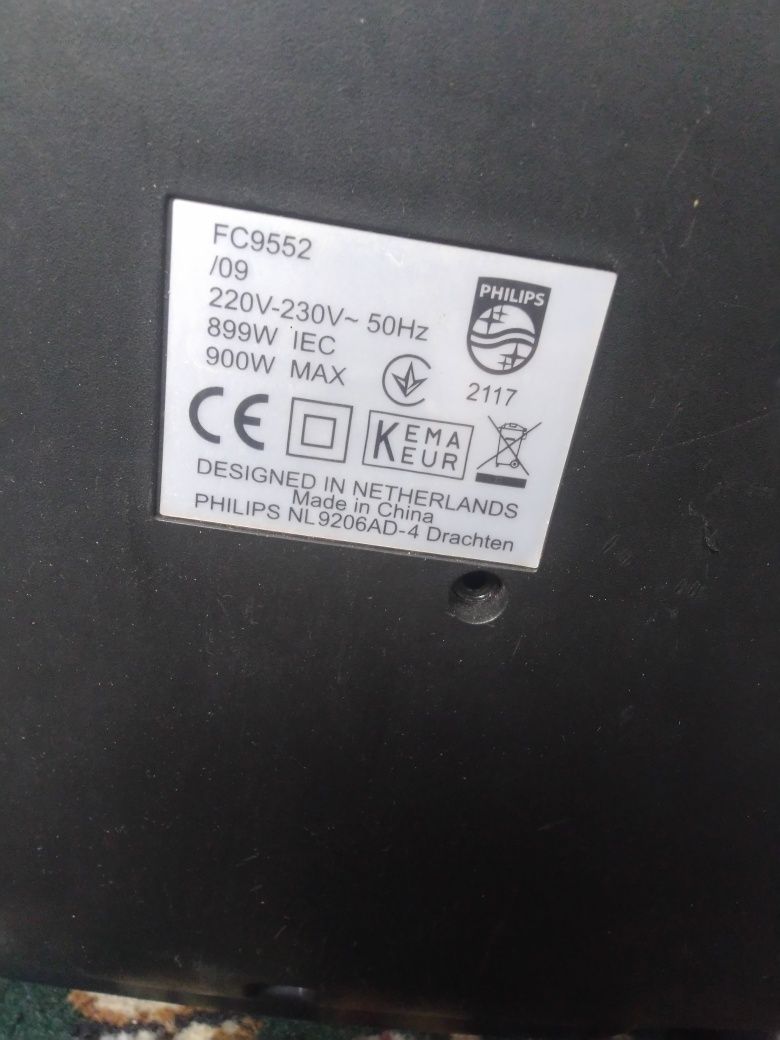 FC9552
/09
220V-230V~ 50Hz
899W IEC
900W MAX
PHILIPS
2117
CE
KEMA
KEUR
DESIGNED IN NETHERLANDS
Made in China
PHILIPS NL9206AD-4 Drachten